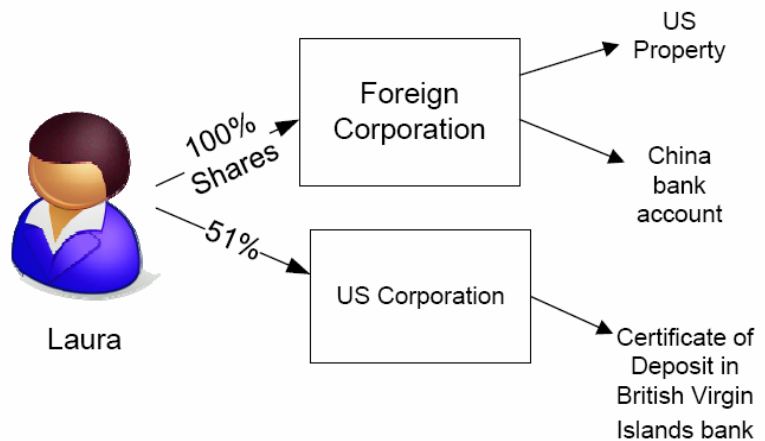 US
Property
Foreign
Corporation
100%
Shares
China
bank
account
51%
US Corporation
Laura
Certificate of
Deposit in
British Virgin
Islands bank